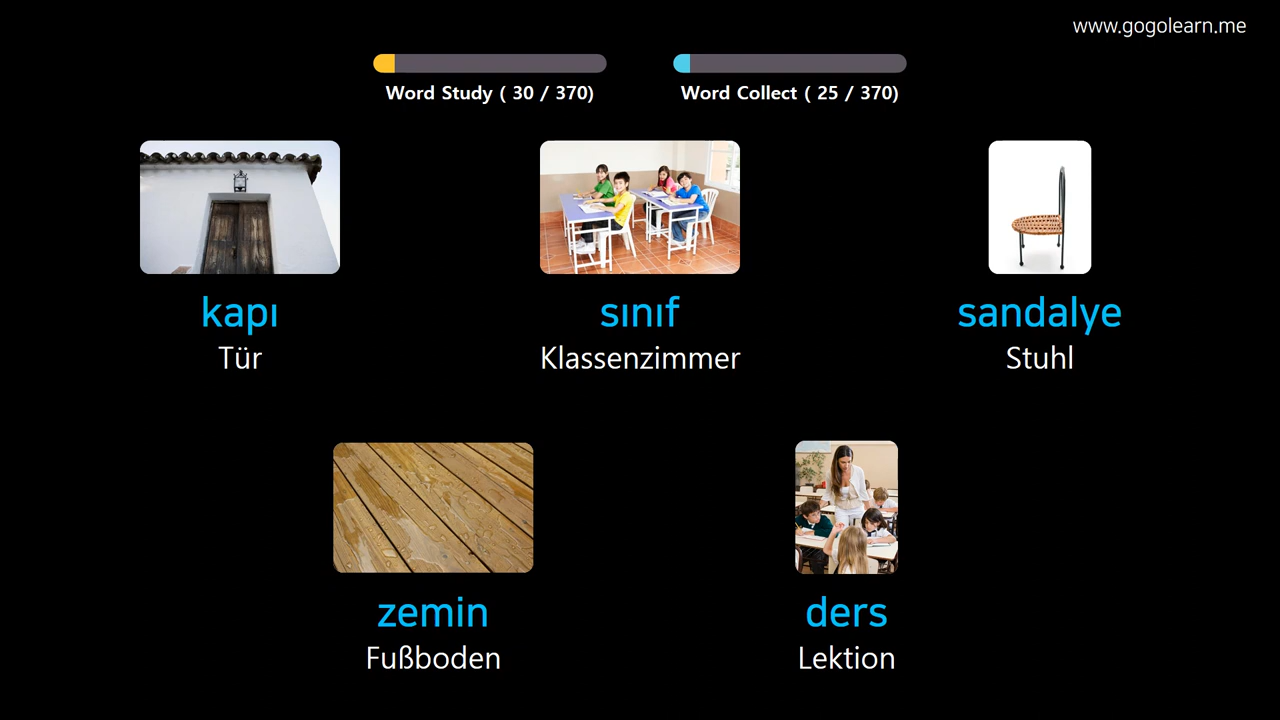 www.gogolearn.me
Word Study ( 30 / 370)
Word Collect ( 25 / 370)
kapı
Tür
sınıf
Klassenzimmer
sandalye
Stuhl
zemin
Fußboden
ders
Lektion